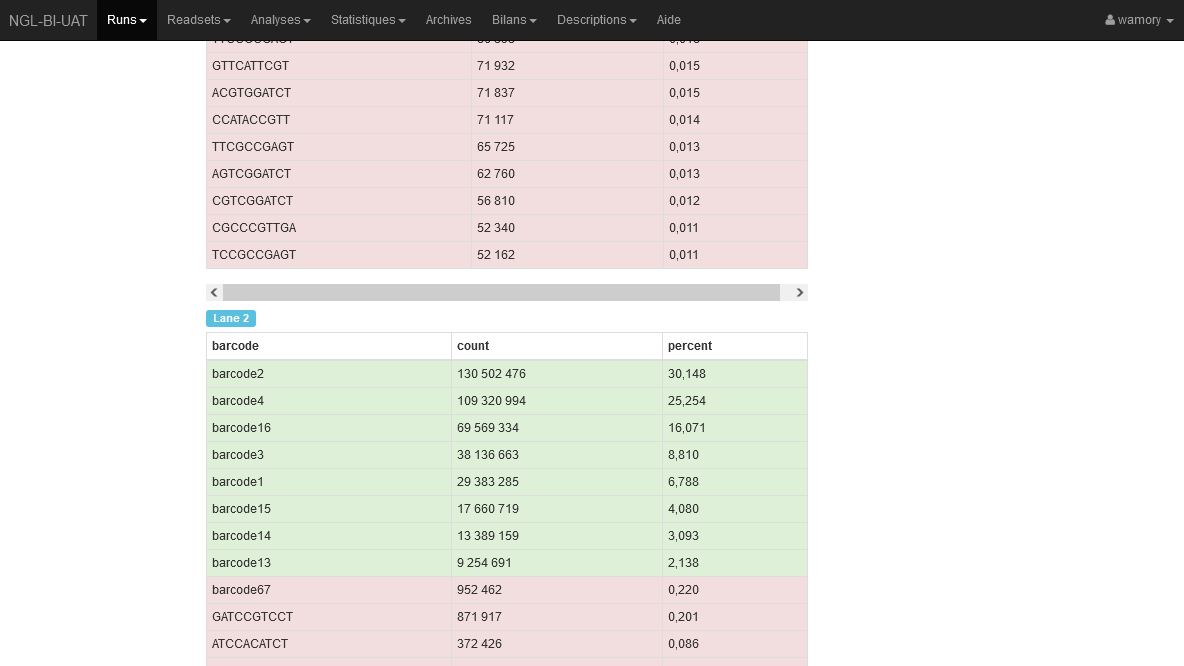 NGL-BI-UAT Runs Readsets Analyses Statistiques Archives Bilans Descriptions Aide wamory
GTTCATTCGT 71 932 0,015
ACGTGGATCT 71 837 0,015
CCATACCGTT 71 117 0,014
TTCGCCGAGT 65 725 0,013
AGTCGGATCT 62 760 0,013
CGTCGGATCT 56 810 0,012
CGCCCGTTGA 52 340 0,011
TCCGCCGAGT 52 162 0,011
Lane 2
barcode count percent
barcode2 130 502 476 30,148
barcode4 109 320 994 25,254
barcode16 69 569 334 16,071
barcode3 38 136 663 8,810
barcode1 29 383 285 6,788
barcode15 17 660 719 4,080
barcode14 13 389 159 3,093
barcode13 9 254 691 2,138
barcode67 952 462 0,220
GATCCGTCCT 871 917 0,201
ATCCACATCT 372 426 0,086